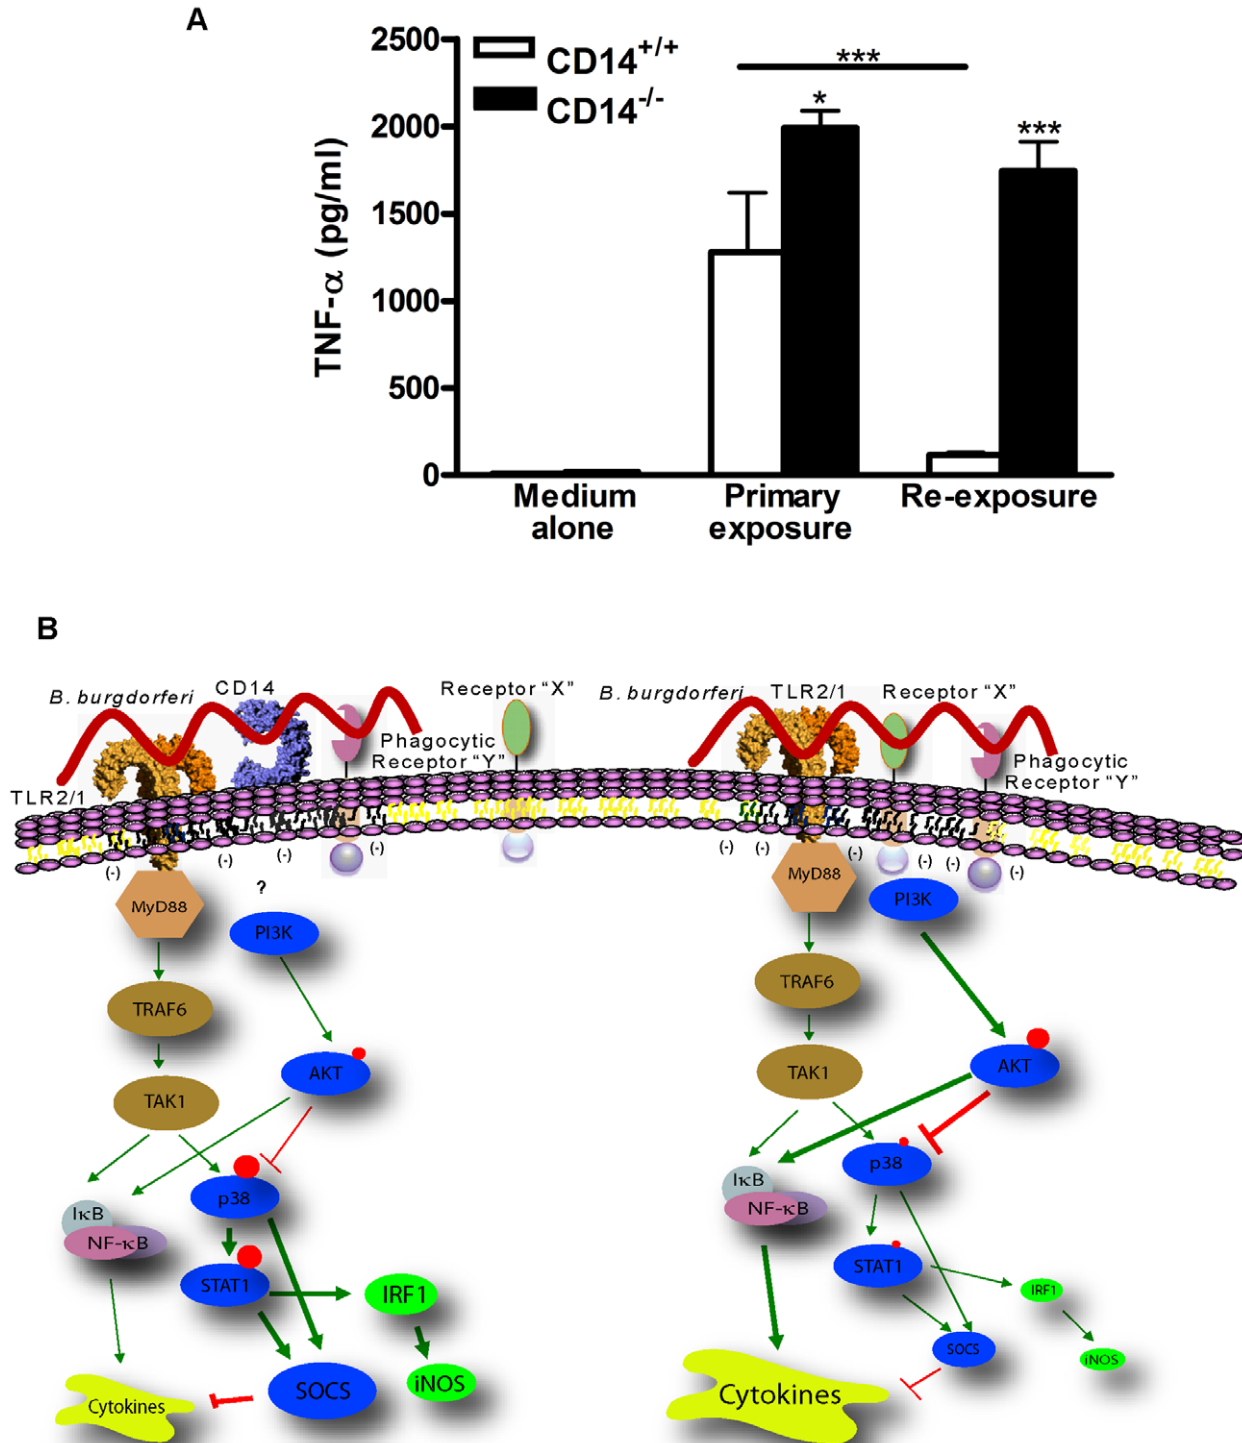 A
2500
2000
1500
1000
500
0
TNF-α (pg/ml)
CD14+/+
CD14-/-
***
*
***
Medium alone
Primary exposure
Re-exposure
B
B. burgdorferi
CD14
Receptor “X”
Phagocytic
Receptor “Y”
TLR2/1
(-)
(-)
(-)
(-)
?
MyD88
PI3K
TRAF6
AKT
TAK1
p38
IκB
NF-κB
STAT1
IRF1
SOCS
iNOS
Cytokines
B. burgdorferi
TLR2/1
Receptor “X”
Phagocytic
Receptor “Y”
(-)
(-)
(-)
(-)
(-)
(-)
MyD88
PI3K
TRAF6
TAK1
AKT
p38
IκB
NF-κB
STAT1
IRF1
SOCS
iNOS
Cytokines